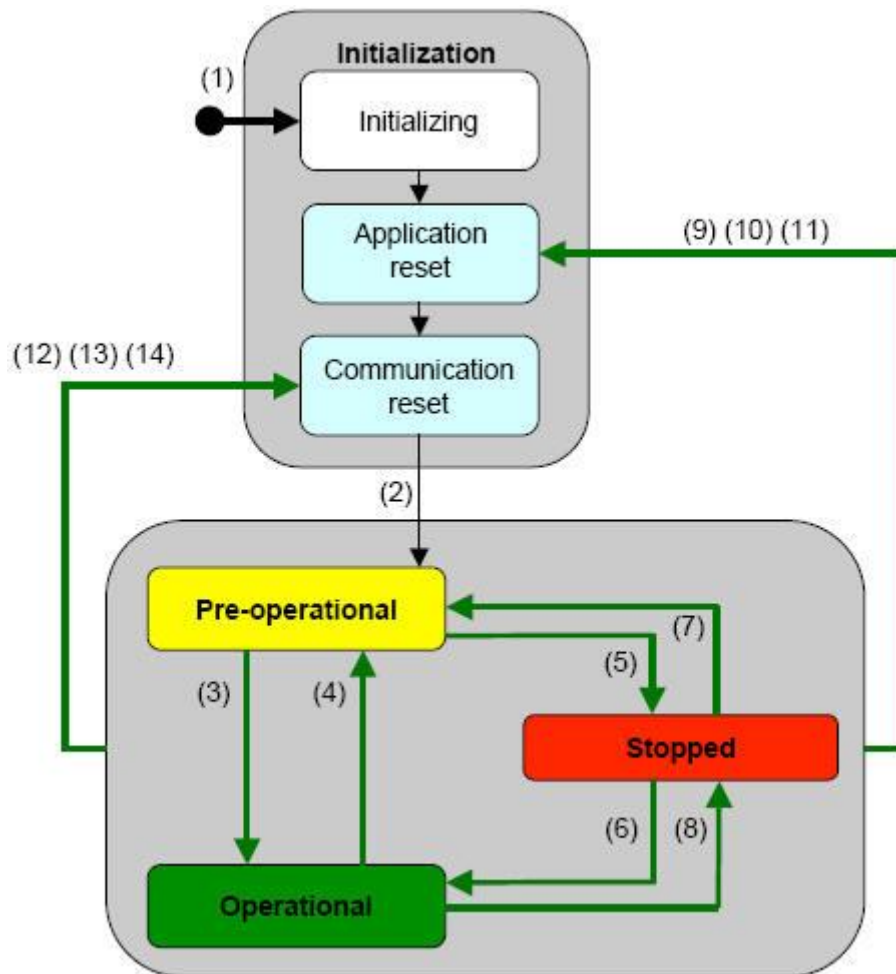 Initialization
(1)
Initializing
Application
reset
(9) (10) (11)
(12) (13) (14)
Communication
reset
(2)
Pre-operational
(7)
(5)
(3)
(4)
Stopped
(6)
(8)
Operational